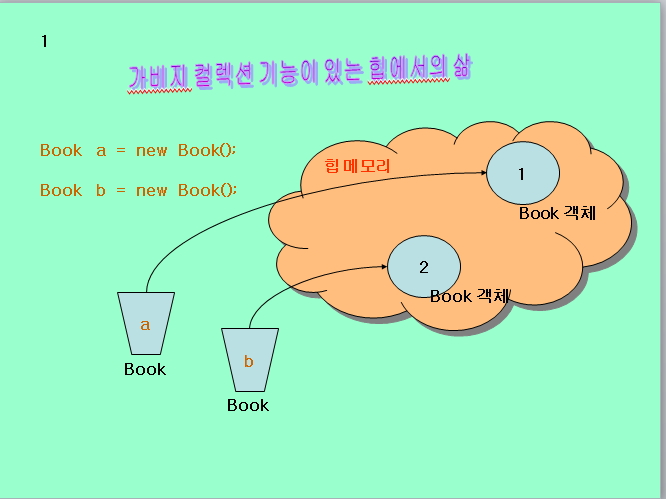 1
가베지 컬렉션 기능이 있는 힙에서의 삶
Book a = new Book();
Book b = new Book();
힙 메모리
1
Book 객체
2
Book 객체
a
Book
b
Book